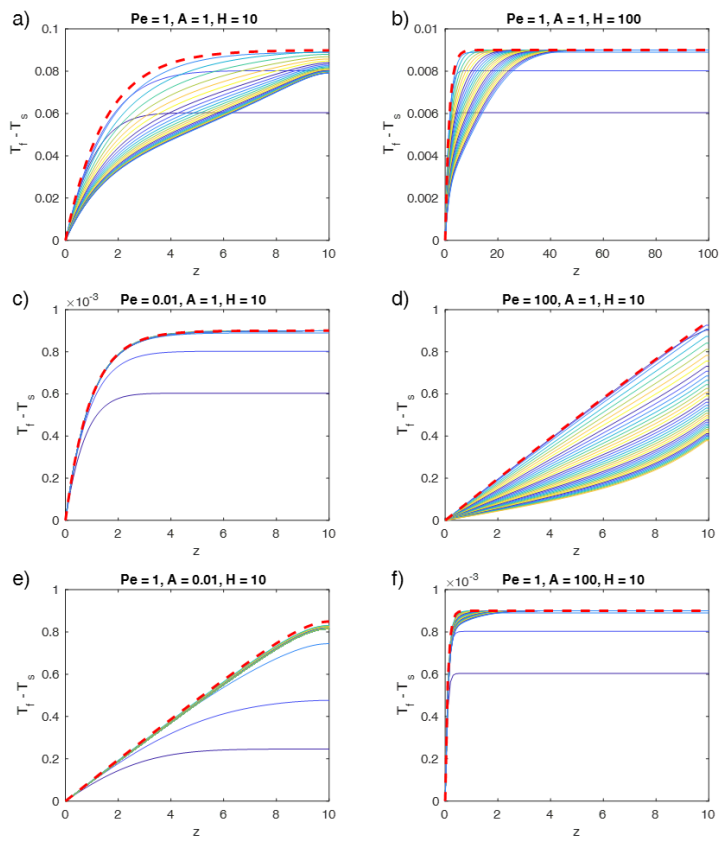 a)
Pe = 1, A = 1, H = 10
0.1
0.08
0.06
0.04
0.02
0
T_f - T_s
0 2 4 6 8 10
z
b)
Pe = 1, A = 1, H = 100
0.01
0.008
0.006
0.004
0.002
0
T_f - T_s
0 20 40 60 80 100
z
c)
×10^-3
Pe = 0.01, A = 1, H = 10
1
0.8
0.6
0.4
0.2
0
T_f - T_s
0 2 4 6 8 10
z
d)
Pe = 100, A = 1, H = 10
1
0.8
0.6
0.4
0.2
0
T_f - T_s
0 2 4 6 8 10
z
e)
Pe = 1, A = 0.01, H = 10
1
0.8
0.6
0.4
0.2
0
T_f - T_s
0 2 4 6 8 10
z
f)
×10^-3
Pe = 1, A = 100, H = 10
1
0.8
0.6
0.4
0.2
0
T_f - T_s
0 2 4 6 8 10
z